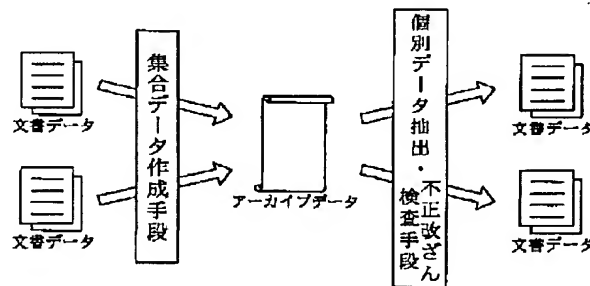 文書データ
文書データ
集合データ作成手段
アーカイブデータ
個別データ抽出・
不正改ざん
検査手段
文書データ
文書データ